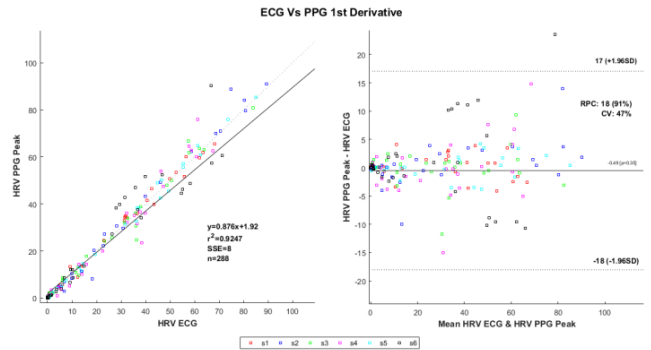 ECG Vs PPG 1st Derivative
HRV PPG Peak
100
80
60
40
20
0
0 10 20 30 40 50 60 70 80 90 100
HRV ECG
y=0.876x+1.92
r²=0.9247
SSE=8
n=288
HRV PPG Peak - HRV ECG
20
15
10
5
0
-5
-10
-15
-20
0 20 40 60 80 100
Mean HRV ECG & HRV PPG Peak
17 (+1.96SD)
RPC: 18 (91%)
CV: 47%
-18 (-1.96SD)
s1 s2 s3 s4 s5 s6